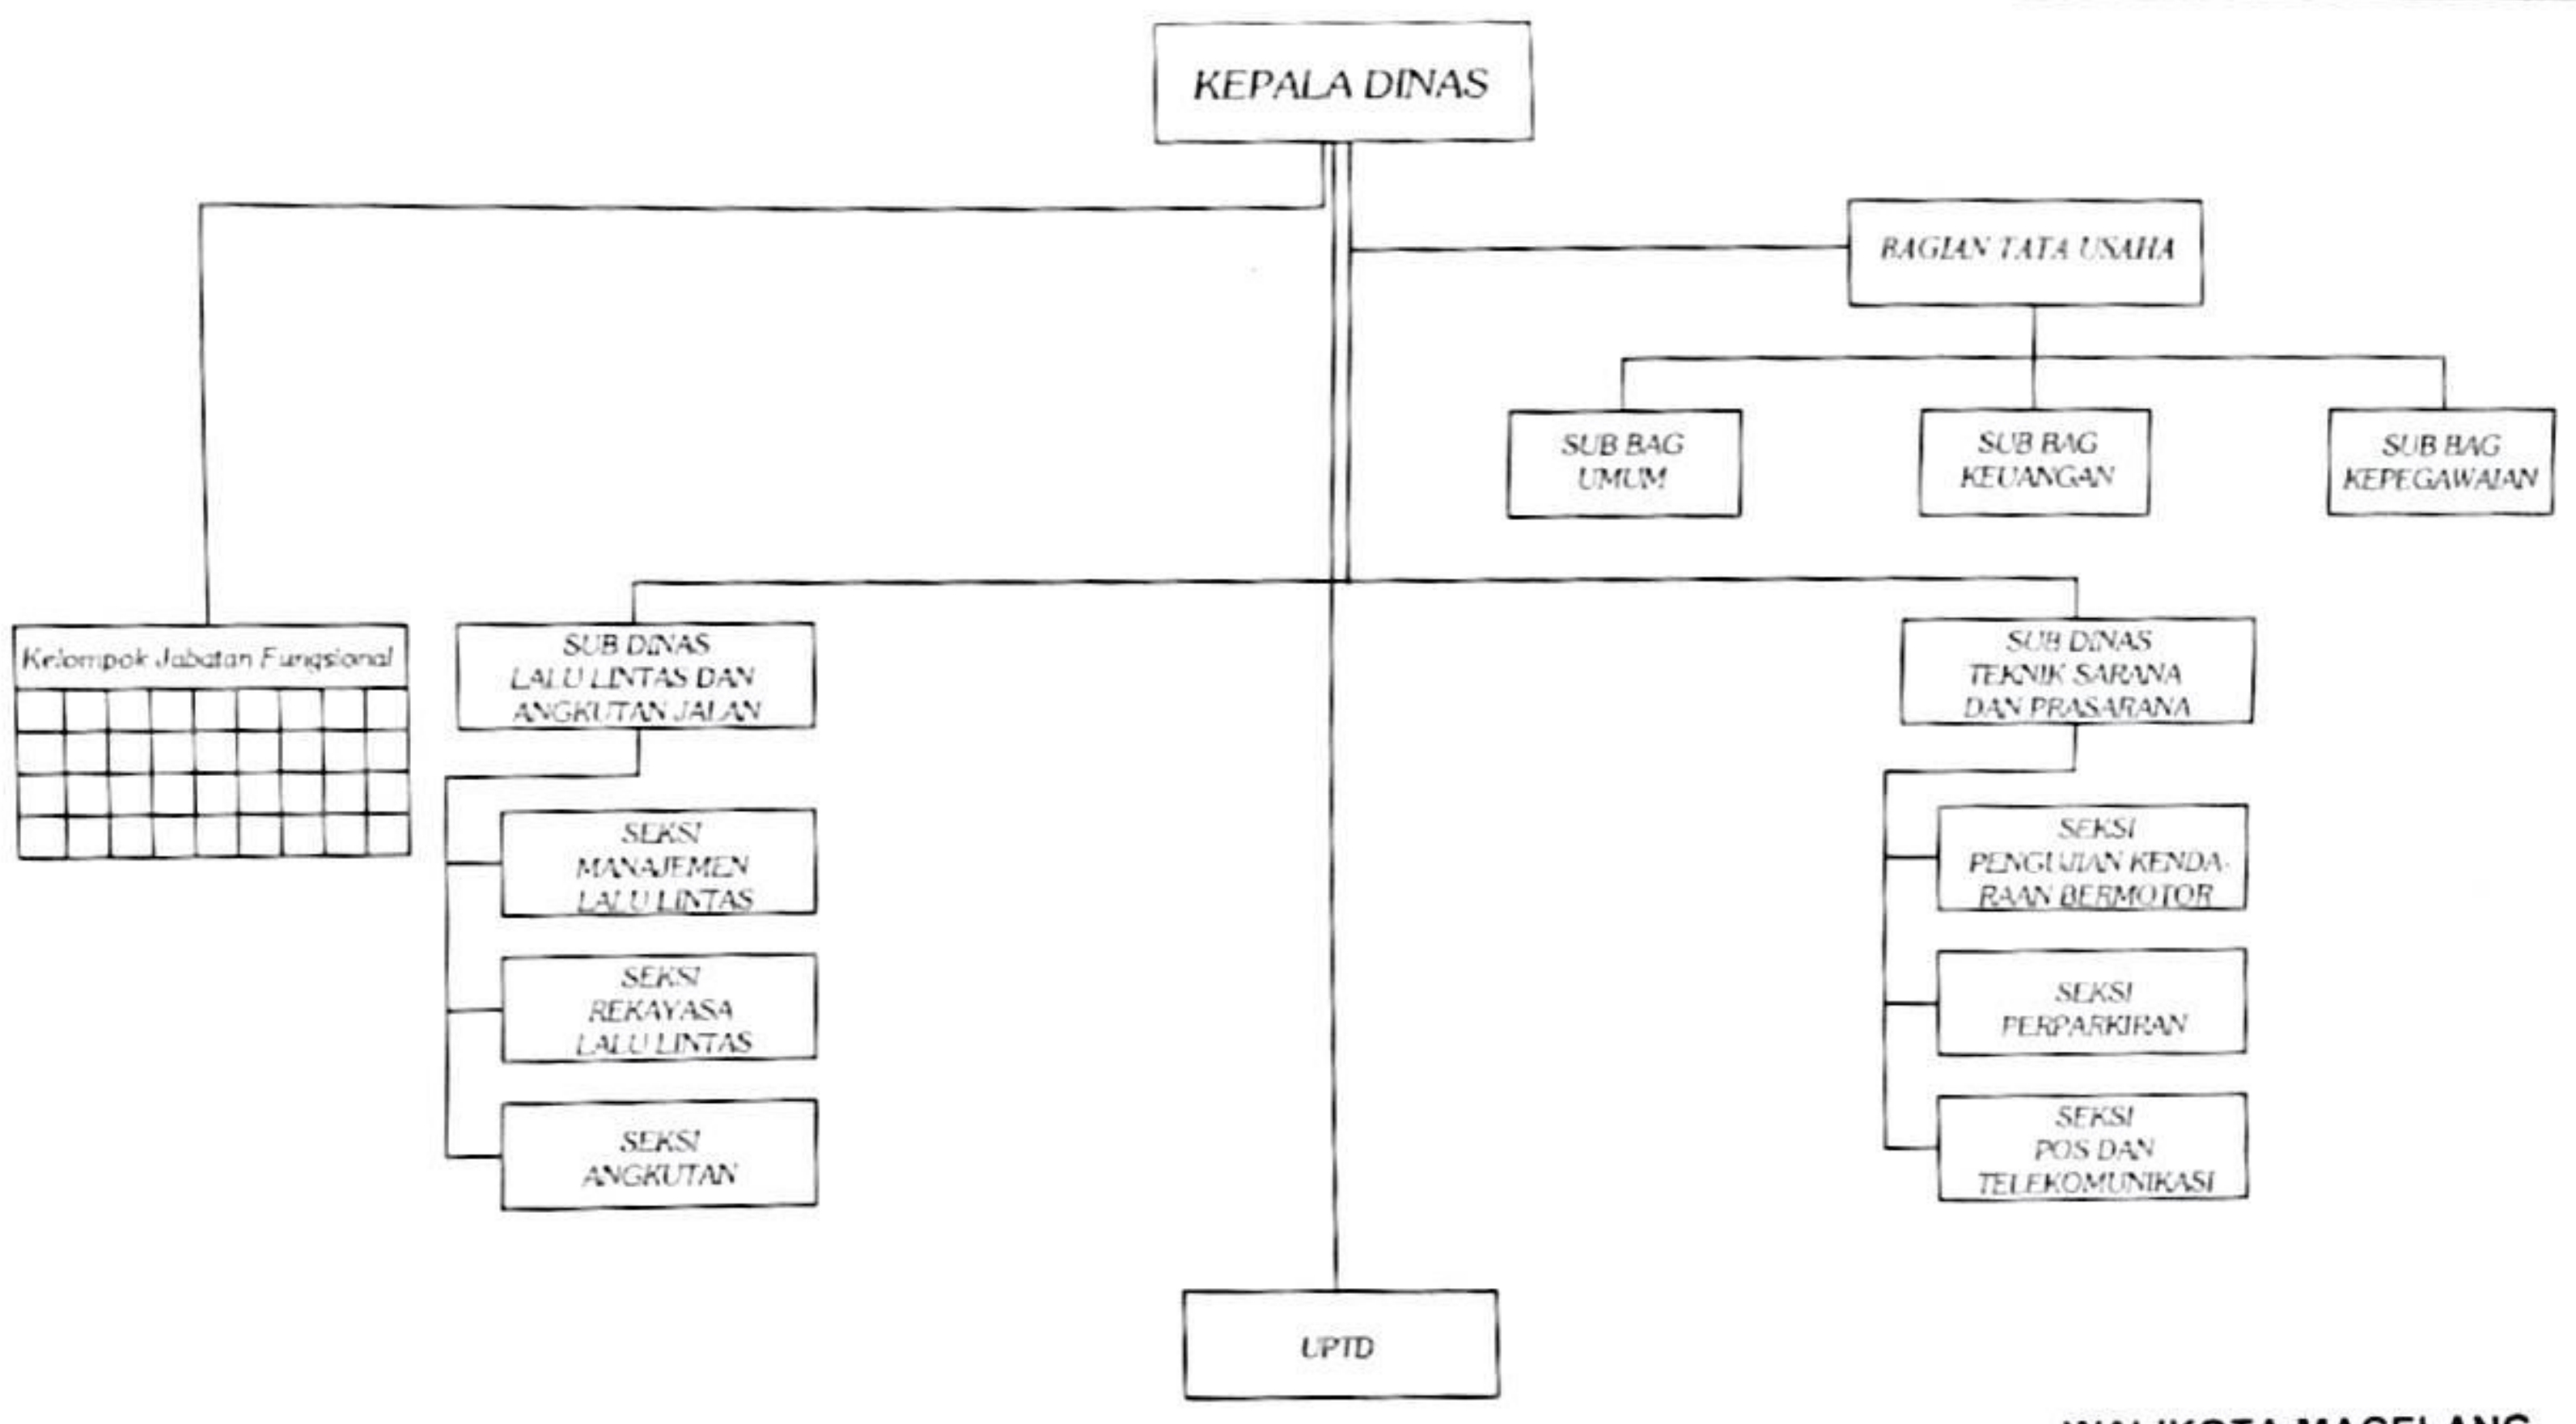 KEPALA DINAS
BAGIAN TATA USAHA
SUB BAG
UMUM
SUB BAG
KEUANGAN
SUB BAG
KEPEGAWAIAN
Kelompok Jabatan Fungsional
SUB DINAS
LALU LINTAS DAN
ANGKUTAN JALAN
SUB DINAS
TEKNIK SARANA
DAN PRASARANA
SEKSI
MANAJEMEN
LALU LINTAS
SEKSI
REKAYASA
LALU LINTAS
SEKSI
ANGKUTAN
SEKSI
PENGUJIAN KENDA-
RAAN BERMOTOR
SEKSI
PERPARKIRAN
SEKSI
POS DAN
TELEKOMUNIKASI
UPTD
WALIKOTA MAGELANG